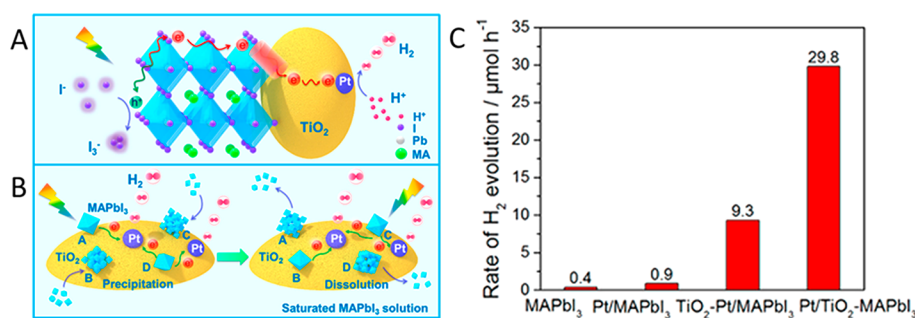 A
I⁻
I₃⁻
h⁺
e⁻
e⁻
e⁻
e⁻
Pt
TiO₂
H₂
H⁺
H⁺
I
Pb
MA
B
MAPbI₃
H₂
e⁻
e⁻
e⁻
Pt
Pt
A
B
C
D
TiO₂
Precipitation
e⁻
e⁻
e⁻
Pt
Pt
A
B
C
D
TiO₂
Dissolution
Saturated MAPbI₃ solution
C
Rate of H₂ evolution / μmol h⁻¹
35
30
25
20
15
10
5
0
0.4
0.9
9.3
29.8
MAPbI₃ Pt/MAPbI₃ TiO₂-Pt/MAPbI₃ Pt/TiO₂-MAPbI₃